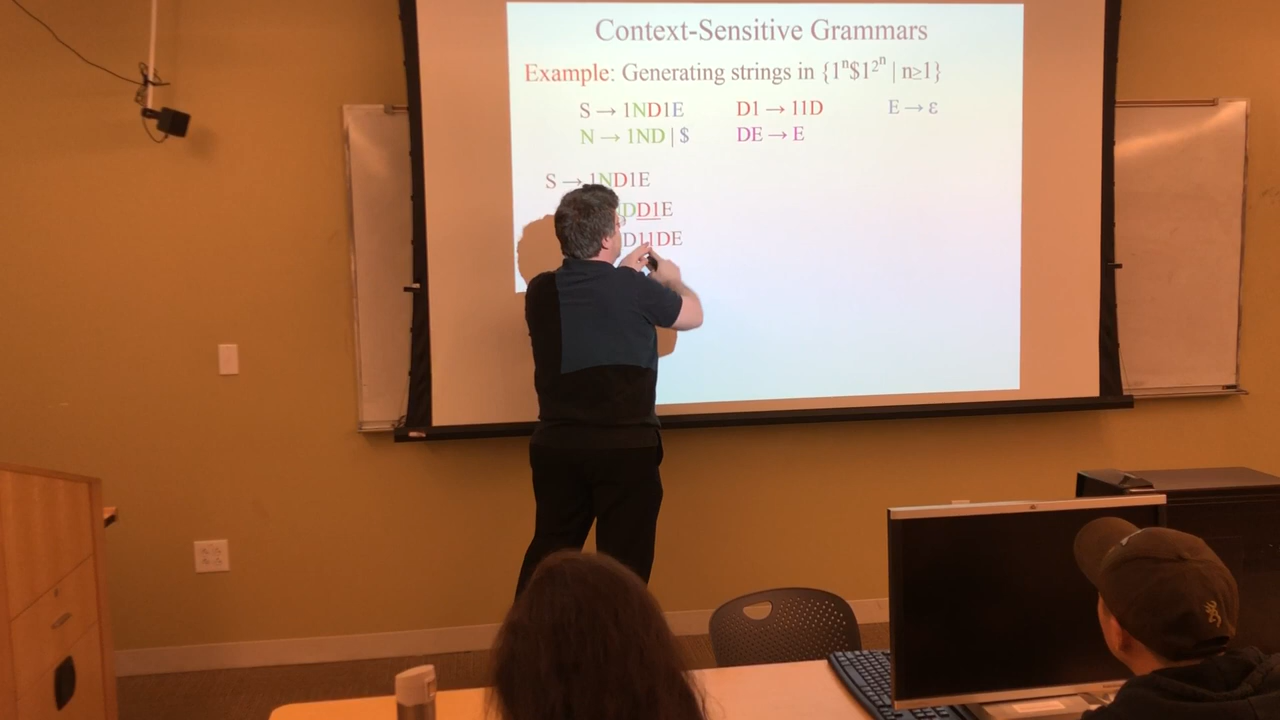 Context-Sensitive Grammars
Example: Generating strings in {1ⁿ$1²ⁿ | n≥1}
S → 1ND1E D1 → 11D E → ε
N → 1ND | $ DE → E
S → 1ND1E
DD1E
D11DE